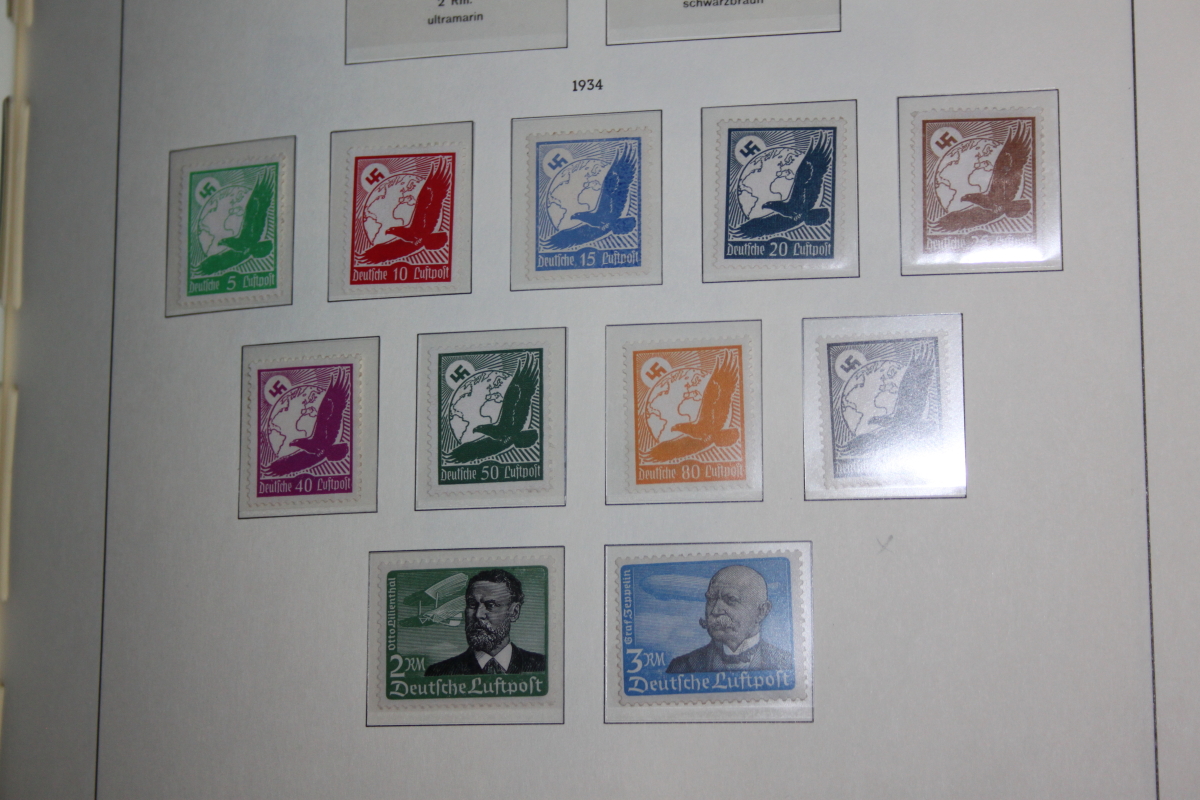 2 RM.
ultramarin
schwarzbraun
1934
5
Deutsche Luftpost
Deutsche 10 Luftpost
Deutsche 15 Luftpost
Deutsche 20 Luftpost
Deutsche
Deutsche 40 Luftpost
Deutsche 50 Luftpost
Deutsche 80 Luftpost
Deutsche
Otto Lilienthal
2 RM
Deutsche Luftpost
Graf Zeppelin
3 RM
Deutsche Luftpost